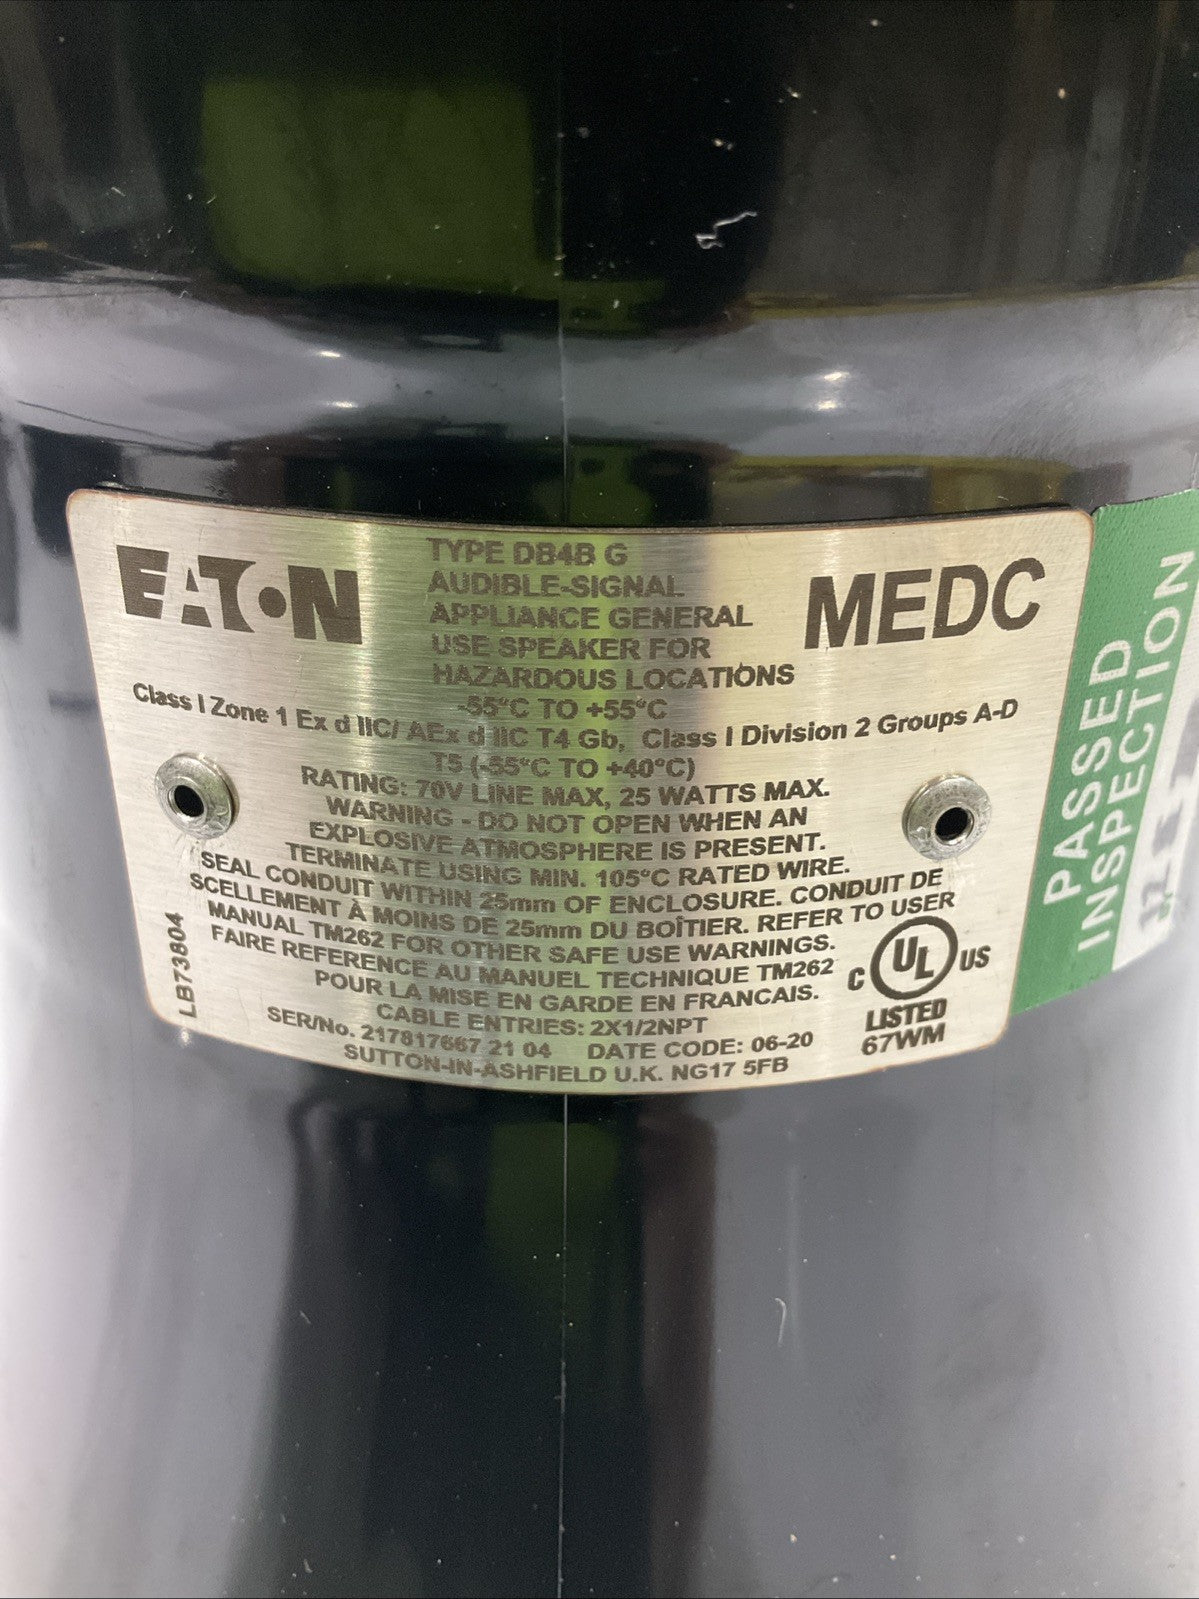 EATON
TYPE DB4B G
AUDIBLE-SIGNAL
APPLIANCE GENERAL
USE SPEAKER FOR
HAZARDOUS LOCATIONS
MEDC
-55°C TO +55°C
Class I Zone 1 Ex d IIC/ AEx d IIC T4 Gb, Class I Division 2 Groups A-D
T5 (-55°C TO +40°C)
RATING: 70V LINE MAX, 25 WATTS MAX.
WARNING - DO NOT OPEN WHEN AN
EXPLOSIVE ATMOSPHERE IS PRESENT.
TERMINATE USING MIN. 105°C RATED WIRE.
SEAL CONDUIT WITHIN 25mm OF ENCLOSURE. CONDUIT DE
SCELLEMENT À MOINS DE 25mm DU BOÎTIER. REFER TO USER
MANUAL TM262 FOR OTHER SAFE USE WARNINGS.
FAIRE REFERENCE AU MANUEL TECHNIQUE TM262
POUR LA MISE EN GARDE EN FRANCAIS.
CABLE ENTRIES: 2X1/2NPT
SER/No. 217817667 21 04 DATE CODE: 06-20
SUTTON-IN-ASHFIELD U.K. NG17 5FB
LB73804
C UL US
LISTED
67WM
PASSED
INSPECTION